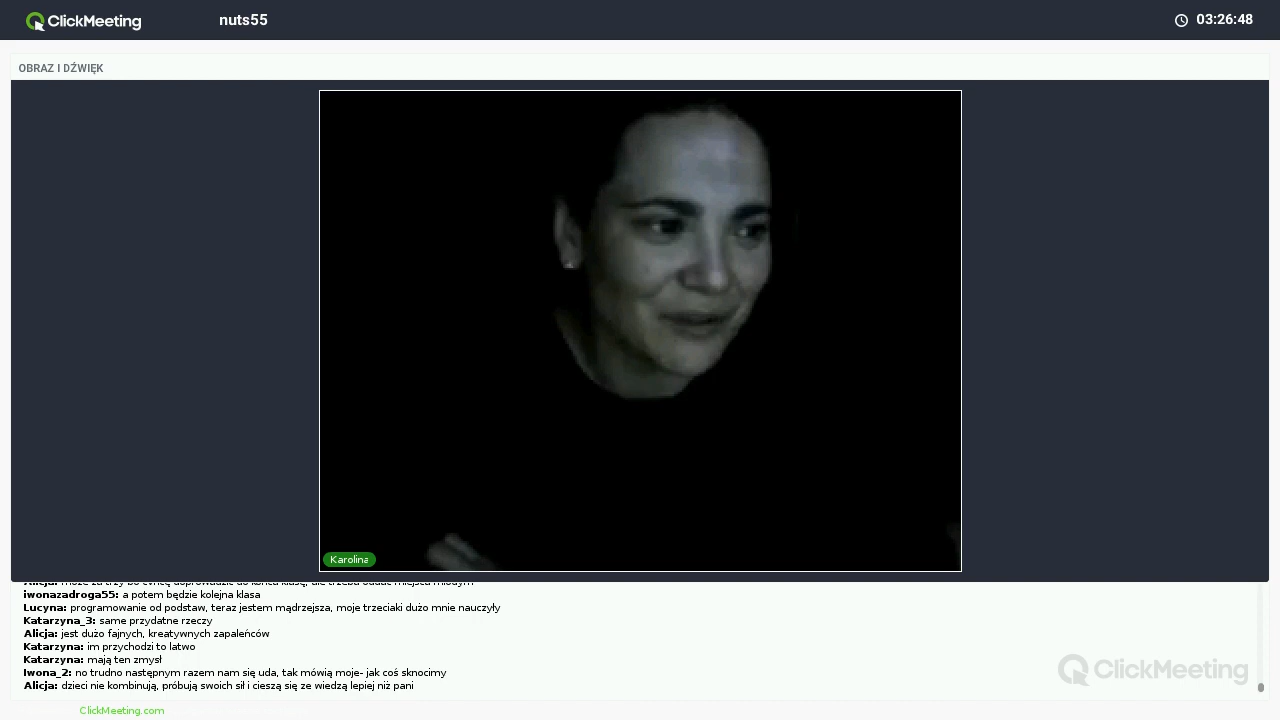 ClickMeeting
nuts55
03:26:48
OBRAZ I DŹWIĘK
Karolina
iwonazadroga55: a potem będzie kolejna klasa
Lucyna: programowanie od podstaw, teraz jestem mądrzejsza, moje trzeciaki dużo mnie nauczyły
Katarzyna_3: same przydatne rzeczy
Alicja: jest dużo fajnych, kreatywnych zapaleńców
Katarzyna: im przychodzi to latwo
Katarzyna: mają ten zmysł
Iwona_2: no trudno następnym razem nam się uda, tak mówią moje- jak coś sknocimy
Alicja: dzieci nie kombinują, próbują swoich sił i cieszą się ze wiedzą lepiej niż pani
ClickMeeting
ClickMeeting.com